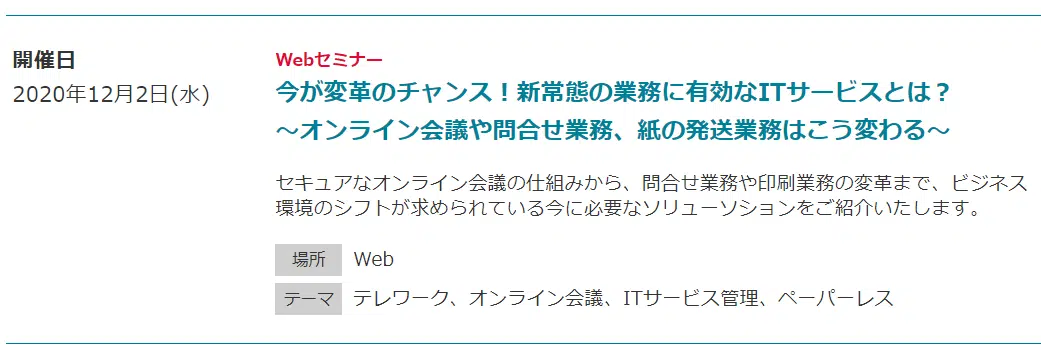 開催日
2020年12月2日(水)
Webセミナー
今が変革のチャンス！新常態の業務に有効なITサービスとは？
～オンライン会議や問合せ業務、紙の発送業務はこう変わる～
セキュアなオンライン会議の仕組みから、問合せ業務や印刷業務の変革まで、ビジネス
環境のシフトが求められている今に必要なソリューソションをご紹介いたします。
場所 Web
テーマ テレワーク、オンライン会議、ITサービス管理、ペーパーレス